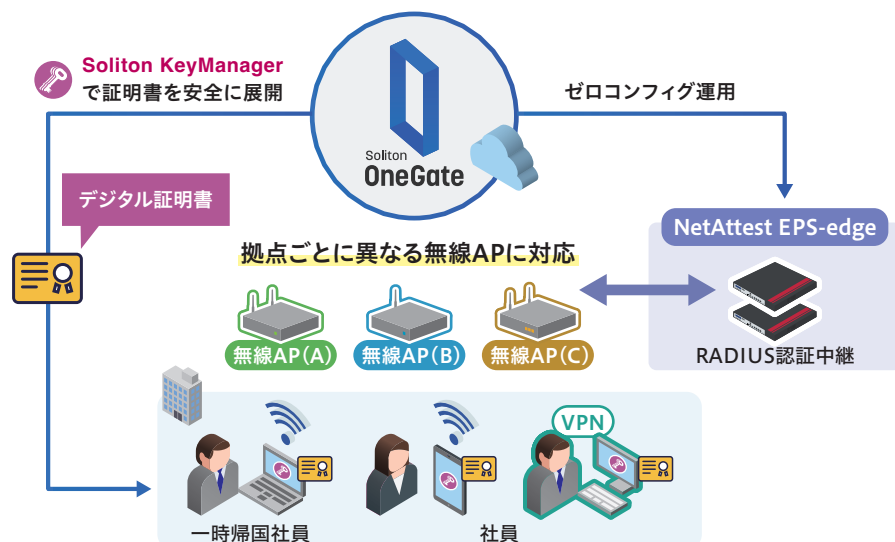 Soliton KeyManager
で証明書を安全に展開
Soliton
OneGate
ゼロコンフィグ運用
デジタル証明書
NetAttest EPS-edge
拠点ごとに異なる無線APに対応
無線AP(A)
無線AP(B)
無線AP(C)
RADIUS認証中継
VPN
一時帰国社員
社員